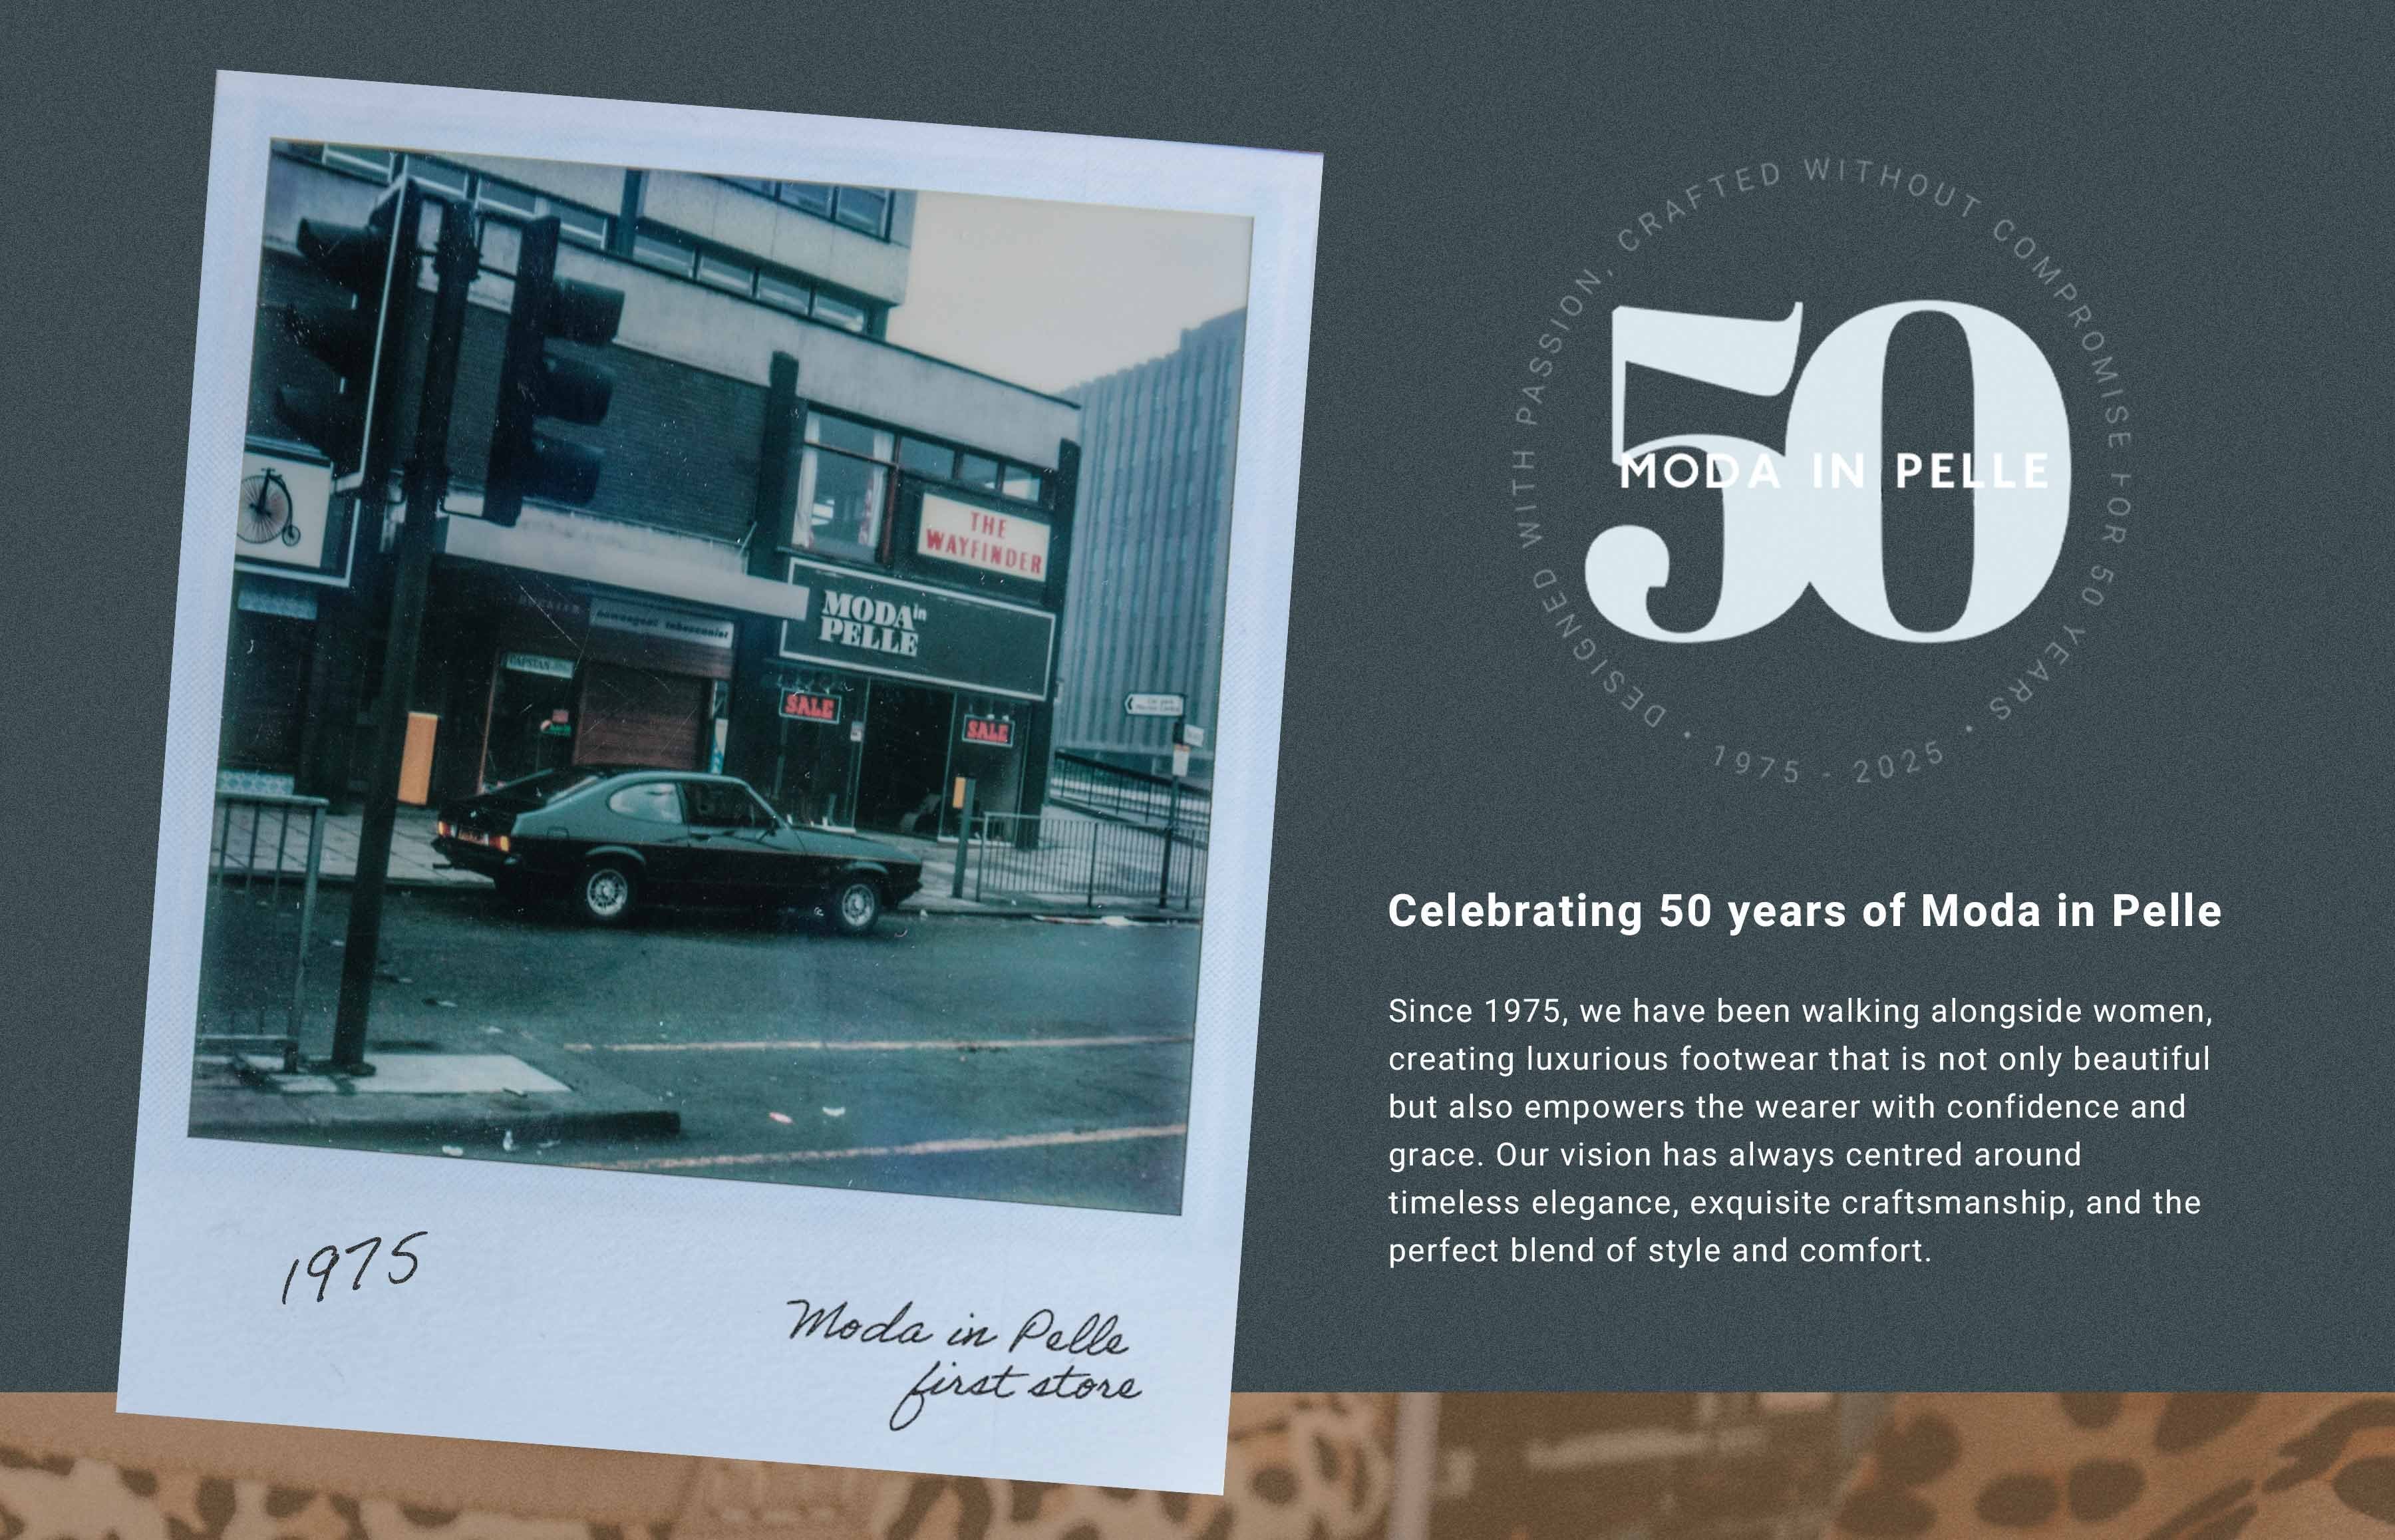 THE
WAYFINDER
MODA in
PELLE
CAPSTAN
SALE
SALE
1975
Moda in Pelle
first store
DESIGNED WITH PASSION, CRAFTED WITHOUT COMPROMISE FOR 50 YEARS • 1975 - 2025 •
50
MODA IN PELLE
Celebrating 50 years of Moda in Pelle
Since 1975, we have been walking alongside women,
creating luxurious footwear that is not only beautiful
but also empowers the wearer with confidence and
grace. Our vision has always centred around
timeless elegance, exquisite craftsmanship, and the
perfect blend of style and comfort.